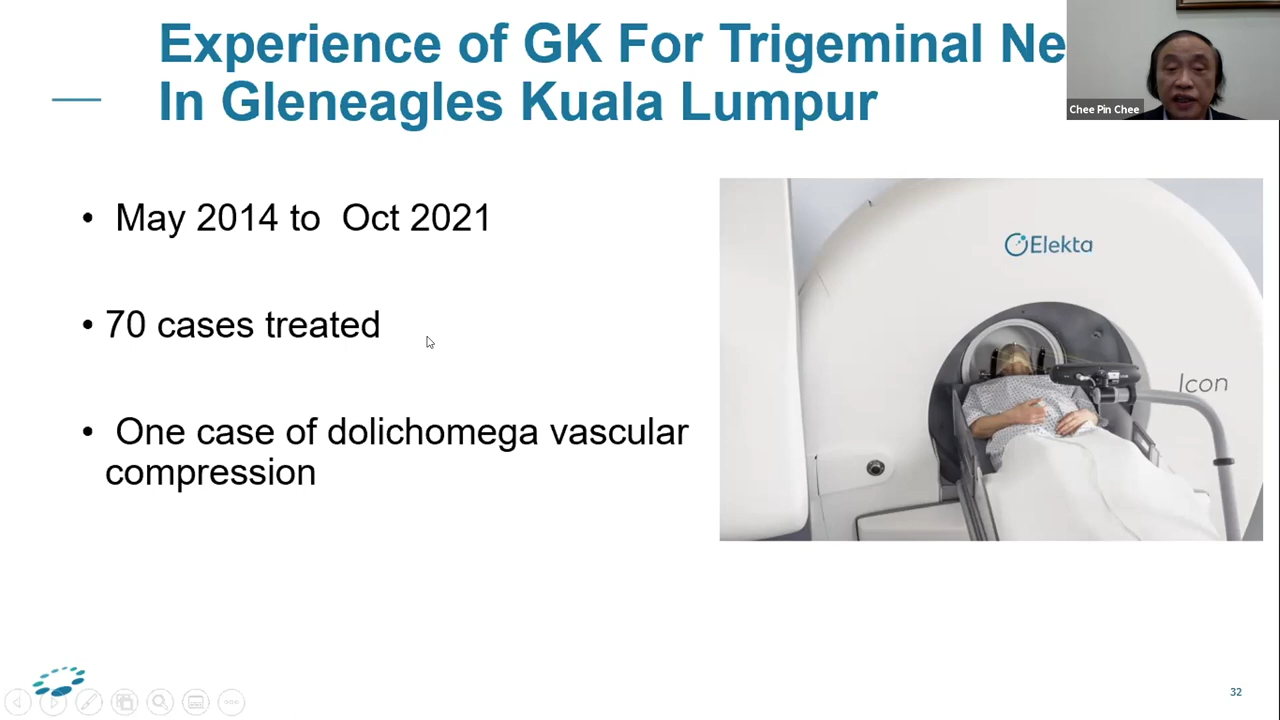 Experience of GK For Trigeminal Ne
In Gleneagles Kuala Lumpur
Chee Pin Chee
• May 2014 to Oct 2021
• 70 cases treated
• One case of dolichomega vascular
compression
Elekta
Icon
32